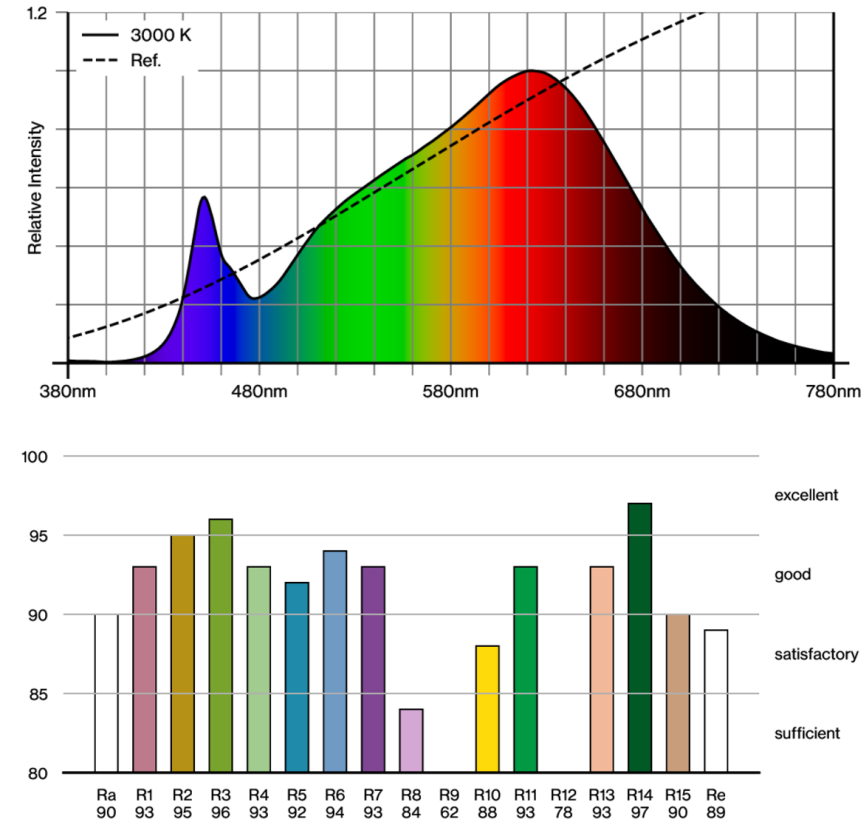 1.2
3000 K
Ref.
Relative Intensity
380nm 480nm 580nm 680nm 780nm
100
excellent
95
good
90
satisfactory
85
sufficient
80
Ra R1 R2 R3 R4 R5 R6 R7 R8 R9 R10 R11 R12 R13 R14 R15 Re
90 93 95 96 93 92 94 93 84 62 88 93 78 93 97 90 89